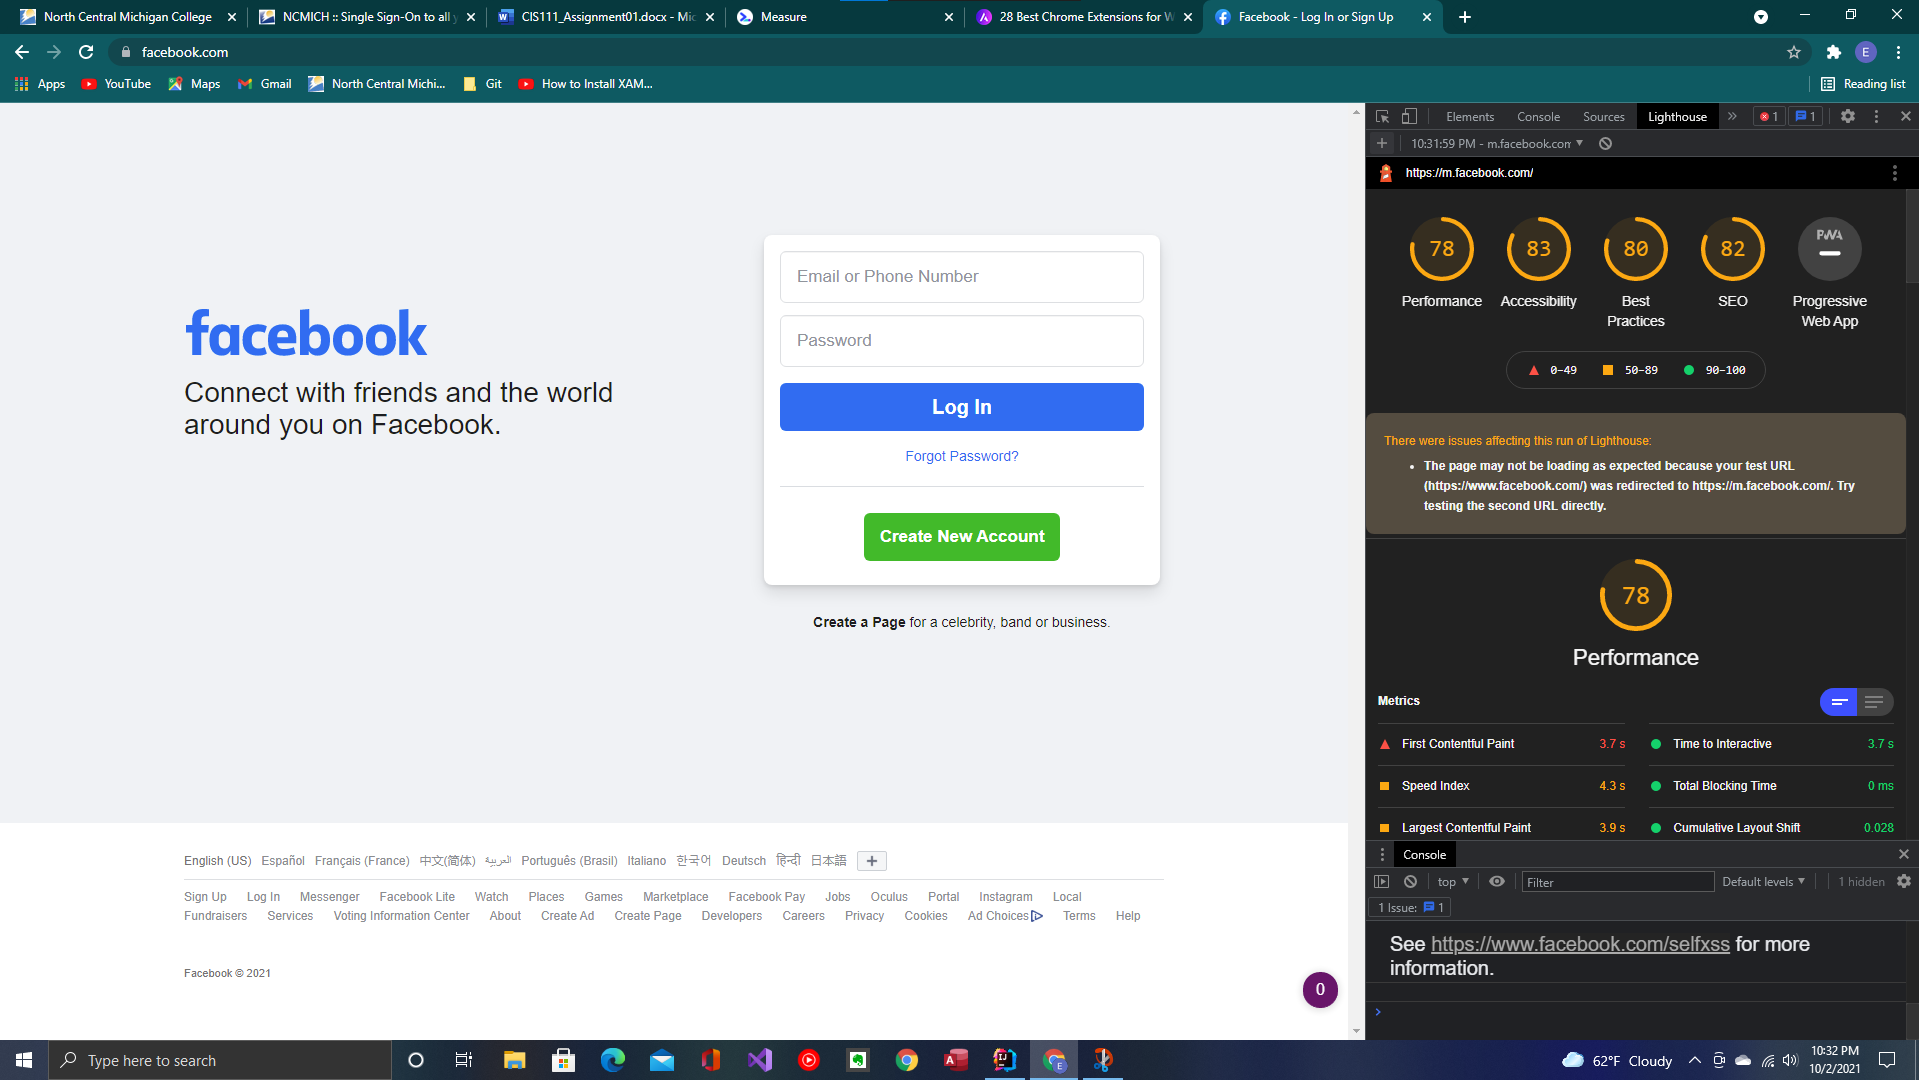 North Central Michigan College
NCMICH :: Single Sign-On to all
CIS111_Assignment01.docx - Mic
Measure
28 Best Chrome Extensions for W
Facebook - Log In or Sign Up
facebook.com
E
Apps
YouTube
Maps
Gmail
North Central Michi...
Git
How to Install XAM...
Reading list
facebook
Connect with friends and the world
around you on Facebook.
Email or Phone Number
Password
Log In
Forgot Password?
Create New Account
Create a Page for a celebrity, band or business.
English (US) Español Français (France) 中文(简体) العربية Português (Brasil) Italiano 한국어 Deutsch हिन्दी 日本語 +
Sign Up Log In Messenger Facebook Lite Watch Places Games Marketplace Facebook Pay Jobs Oculus Portal Instagram Local
Fundraisers Services Voting Information Center About Create Ad Create Page Developers Careers Privacy Cookies Ad Choices Terms Help
Facebook © 2021
0
Elements Console Sources Lighthouse » 1 1
10:31:59 PM - m.facebook.com
https://m.facebook.com/
78 83 80 82 PWA
Performance Accessibility Best Practices SEO Progressive Web App
0–49 50–89 90–100
There were issues affecting this run of Lighthouse:
• The page may not be loading as expected because your test URL
(https://www.facebook.com/) was redirected to https://m.facebook.com/. Try
testing the second URL directly.
78
Performance
Metrics
First Contentful Paint 3.7 s Time to Interactive 3.7 s
Speed Index 4.3 s Total Blocking Time 0 ms
Largest Contentful Paint 3.9 s Cumulative Layout Shift 0.028
Console
top Filter Default levels 1 hidden
1 Issue: 1
See https://www.facebook.com/selfxss for more
information.
Type here to search
62°F Cloudy
10:32 PM
10/2/2021